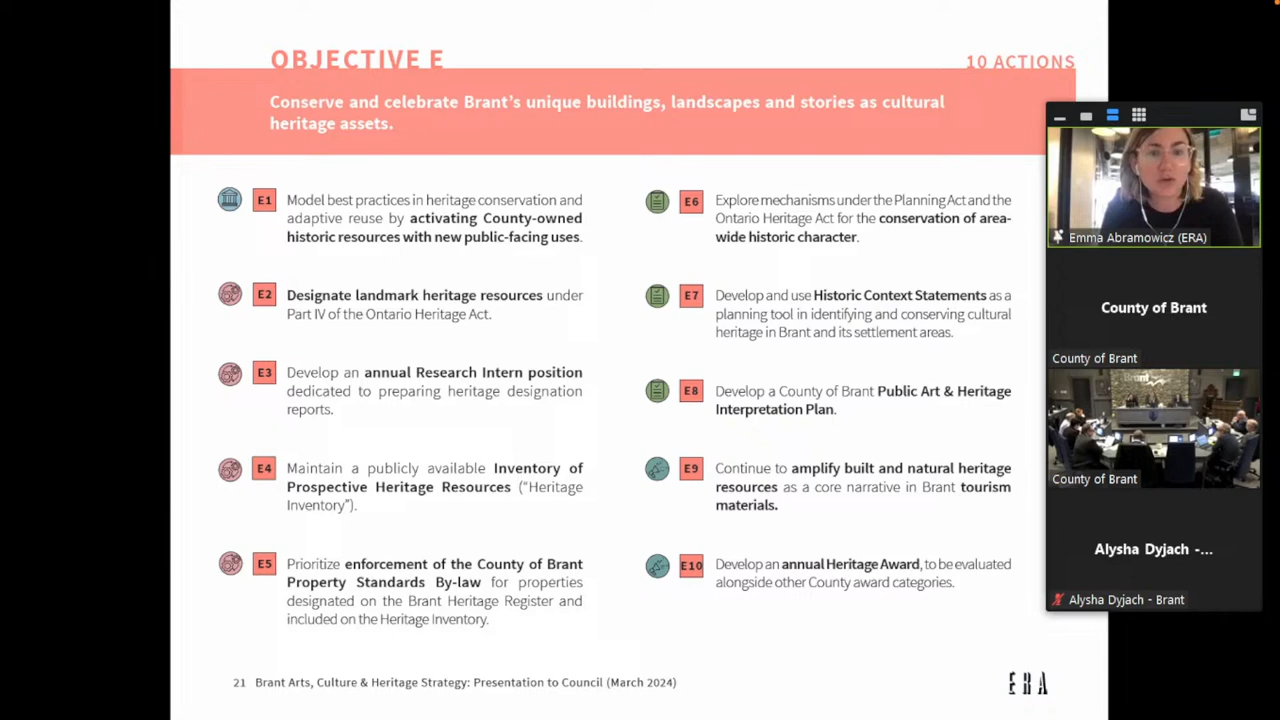 OBJECTIVE E
10 ACTIONS
Conserve and celebrate Brant's unique buildings, landscapes and stories as cultural
heritage assets.
E1
Model best practices in heritage conservation and
adaptive reuse by activating County-owned
historic resources with new public-facing uses.
E2
Designate landmark heritage resources under
Part IV of the Ontario Heritage Act.
E3
Develop an annual Research Intern position
dedicated to preparing heritage designation
reports.
E4
Maintain a publicly available Inventory of
Prospective Heritage Resources ("Heritage
Inventory").
E5
Prioritize enforcement of the County of Brant
Property Standards By-law for properties
designated on the Brant Heritage Register and
included on the Heritage Inventory.
E6
Explore mechanisms under the Planning Act and the
Ontario Heritage Act for the conservation of area-
wide historic character.
E7
Develop and use Historic Context Statements as a
planning tool in identifying and conserving cultural
heritage in Brant and its settlement areas.
E8
Develop a County of Brant Public Art & Heritage
Interpretation Plan.
E9
Continue to amplify built and natural heritage
resources as a core narrative in Brant tourism
materials.
E10
Develop an annual Heritage Award, to be evaluated
alongside other County award categories.
21 Brant Arts, Culture & Heritage Strategy: Presentation to Council (March 2024)
ERA
Emma Abramowicz (ERA)
County of Brant
County of Brant
Brant
County of Brant
Alysha Dyjach -...
Alysha Dyjach - Brant